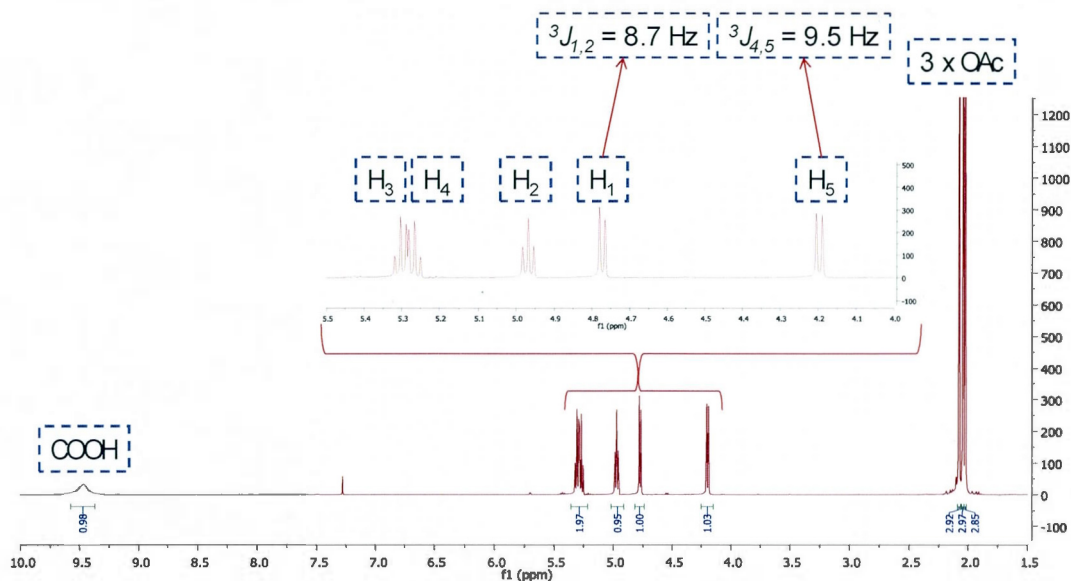 ³J₁,₂ = 8.7 Hz
³J₄,₅ = 9.5 Hz
3 x OAc
H₃
H₄
H₂
H₁
H₅
500
400
300
200
100
0
-100
5.5 5.4 5.3 5.2 5.1 5.0 4.9 4.8 4.7 4.6 4.5 4.4 4.3 4.2 4.1 4.0
f1 (ppm)
COOH
1200
1100
1000
900
800
700
600
500
400
300
200
100
0
-100
0.98
1.97
0.95
1.00
1.03
2.92
2.97
2.85
10.0 9.5 9.0 8.5 8.0 7.5 7.0 6.5 6.0 5.5 5.0 4.5 4.0 3.5 3.0 2.5 2.0 1.5
f1 (ppm)